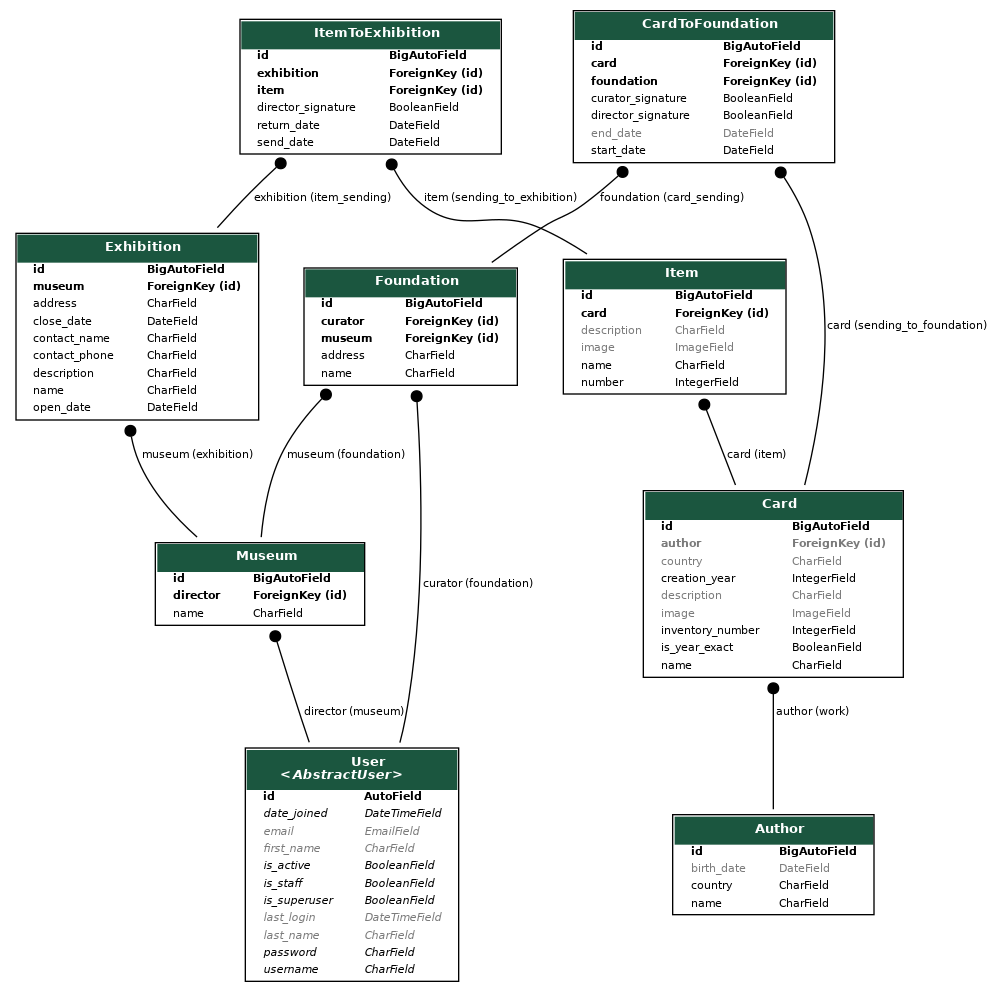 ItemToExhibition
id BigAutoField
exhibition ForeignKey (id)
item ForeignKey (id)
director_signature BooleanField
return_date DateField
send_date DateField
CardToFoundation
id BigAutoField
card ForeignKey (id)
foundation ForeignKey (id)
curator_signature BooleanField
director_signature BooleanField
end_date DateField
start_date DateField
exhibition (item_sending)
item (sending_to_exhibition)
foundation (card_sending)
Exhibition
id BigAutoField
museum ForeignKey (id)
address CharField
close_date DateField
contact_name CharField
contact_phone CharField
description CharField
name CharField
open_date DateField
Foundation
id BigAutoField
curator ForeignKey (id)
museum ForeignKey (id)
address CharField
name CharField
Item
id BigAutoField
card ForeignKey (id)
description CharField
image ImageField
name CharField
number IntegerField
card (sending_to_foundation)
museum (exhibition)
museum (foundation)
card (item)
Museum
id BigAutoField
director ForeignKey (id)
name CharField
curator (foundation)
Card
id BigAutoField
author ForeignKey (id)
country CharField
creation_year IntegerField
description CharField
image ImageField
inventory_number IntegerField
is_year_exact BooleanField
name CharField
director (museum)
author (work)
User
<AbstractUser>
id AutoField
date_joined DateTimeField
email EmailField
first_name CharField
is_active BooleanField
is_staff BooleanField
is_superuser BooleanField
last_login DateTimeField
last_name CharField
password CharField
username CharField
Author
id BigAutoField
birth_date DateField
country CharField
name CharField